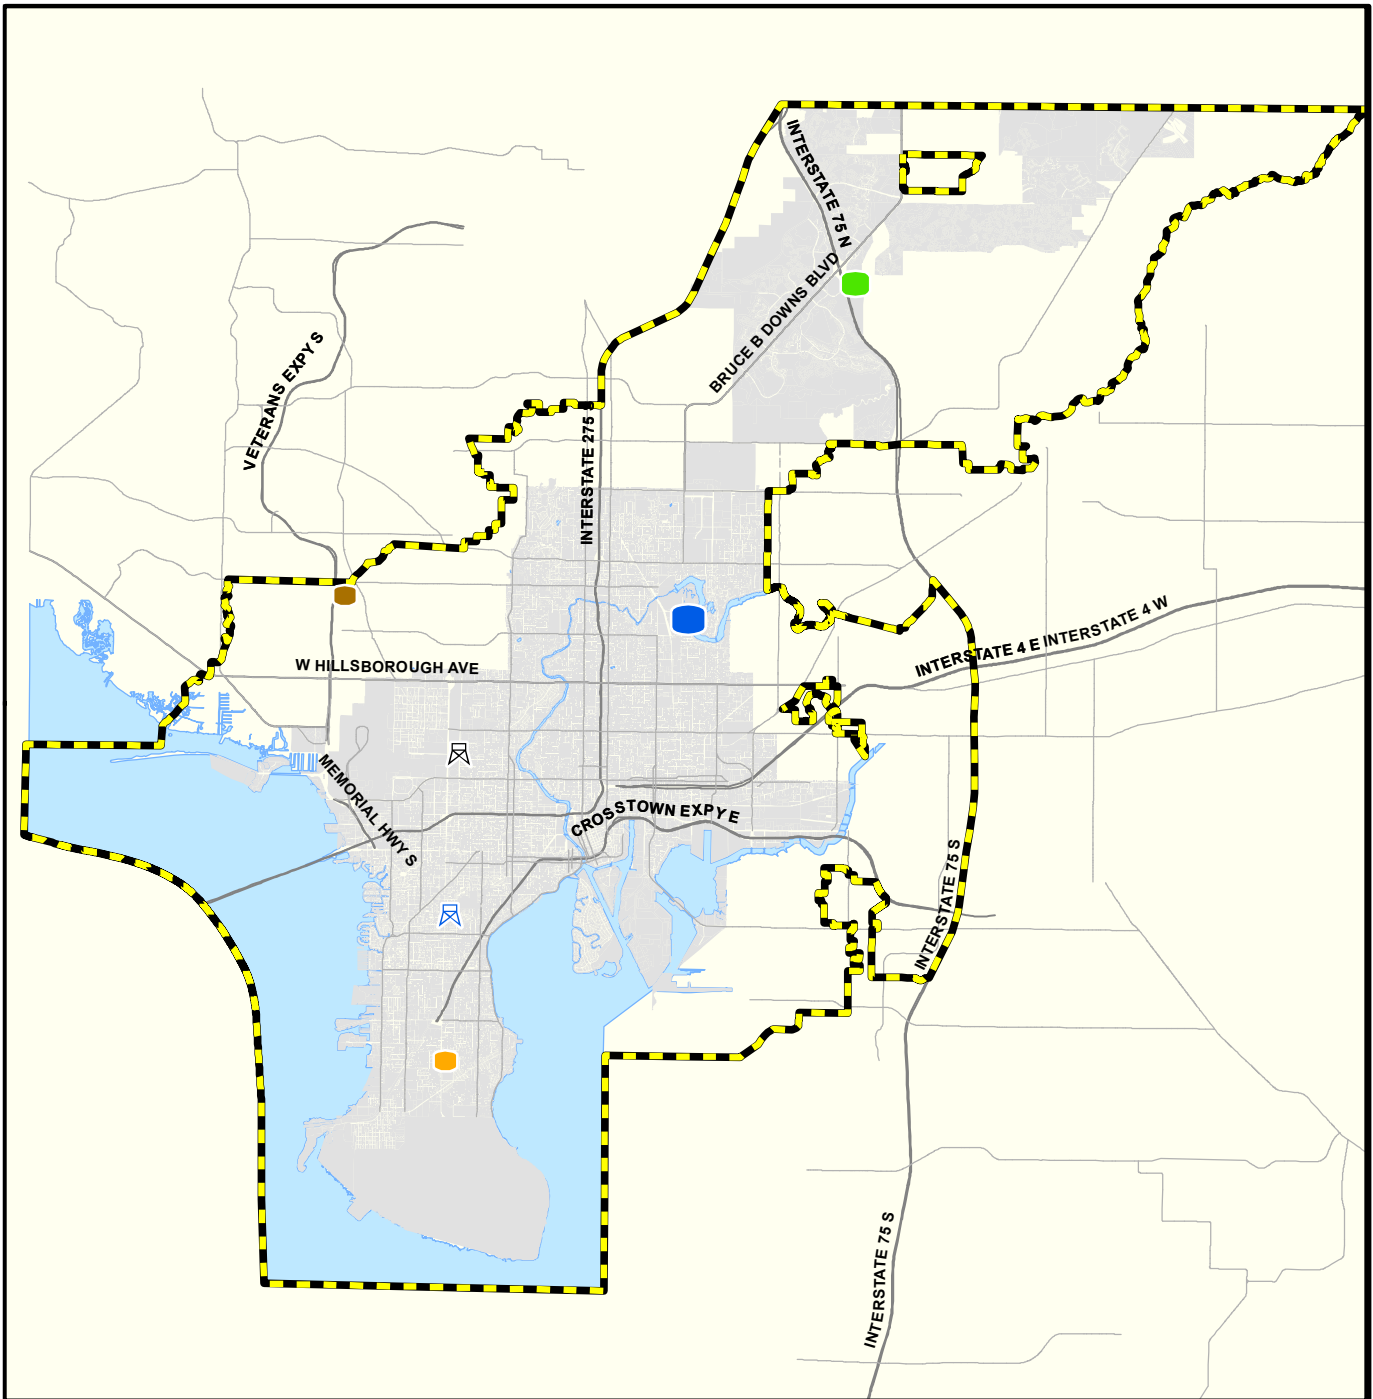 INTERSTATE 75 N
BRUCE B DOWNS BLVD
VETERANS EXPY S
INTERSTATE 275
INTERSTATE 4 E INTERSTATE 4 W
W HILLSBOROUGH AVE
MEMORIAL HWY S
CROSSTOWN EXPY E
INTERSTATE 75 S
INTERSTATE 75 S